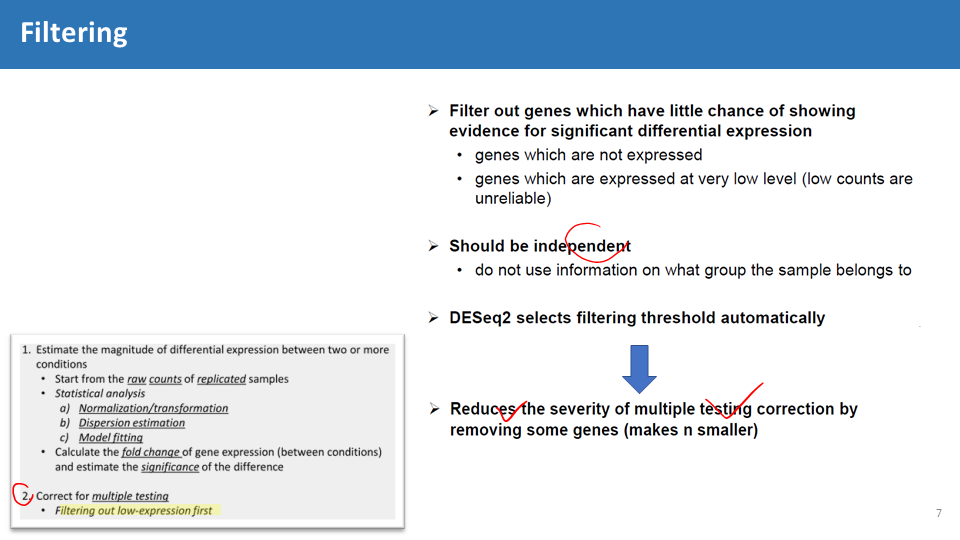 Filtering
➢ Filter out genes which have little chance of showing
evidence for significant differential expression
• genes which are not expressed
• genes which are expressed at very low level (low counts are
unreliable)
➢ Should be independent
• do not use information on what group the sample belongs to
➢ DESeq2 selects filtering threshold automatically
➢ Reduces the severity of multiple testing correction by
removing some genes (makes n smaller)
1. Estimate the magnitude of differential expression between two or more
conditions
• Start from the raw counts of replicated samples
• Statistical analysis
a) Normalization/transformation
b) Dispersion estimation
c) Model fitting
• Calculate the fold change of gene expression (between conditions)
and estimate the significance of the difference
2. Correct for multiple testing
• Filtering out low-expression first
7